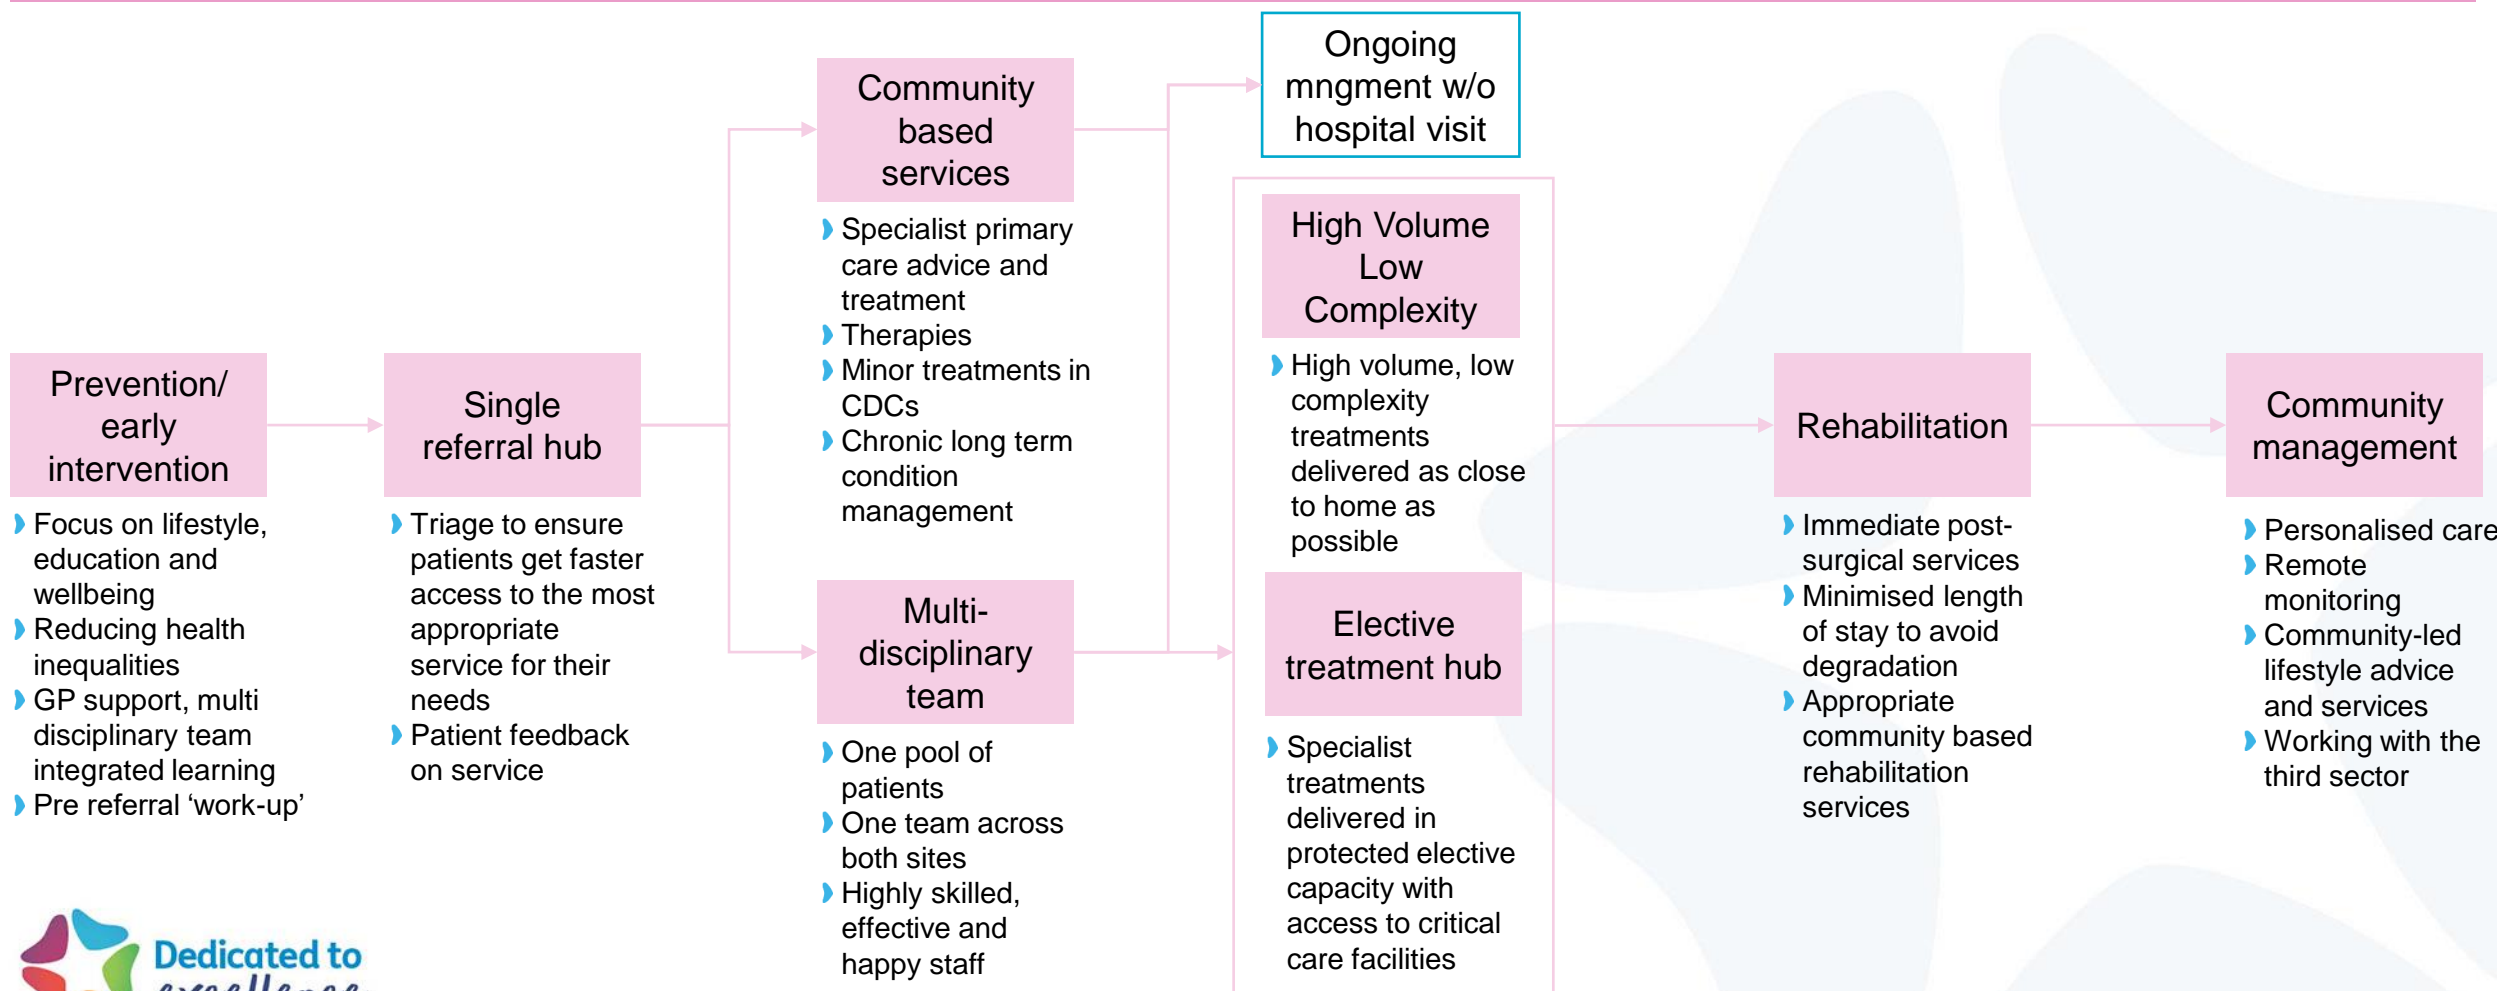 Prevention/
early
intervention
Focus on lifestyle,
education and
wellbeing
Reducing health
inequalities
GP support, multi
disciplinary team
integrated learning
Pre referral ‘work-up’
Single
referral hub
Triage to ensure
patients get faster
access to the most
appropriate
service for their
needs
Patient feedback
on service
Community
based
services
Specialist primary
care advice and
treatment
Therapies
Minor treatments in
CDCs
Chronic long term
condition
management
Multi-
disciplinary
team
One pool of
patients
One team across
both sites
Highly skilled,
effective and
happy staff
Ongoing
mngment w/o
hospital visit
High Volume
Low
Complexity
High volume, low
complexity
treatments
delivered as close
to home as
possible
Elective
treatment hub
Specialist
treatments
delivered in
protected elective
capacity with
access to critical
care facilities
Rehabilitation
Immediate post-
surgical services
Minimised length
of stay to avoid
degradation
Appropriate
community based
rehabilitation
services
Community
management
Personalised care
Remote
monitoring
Community-led
lifestyle advice
and services
Working with the
third sector
Dedicated to
excellence